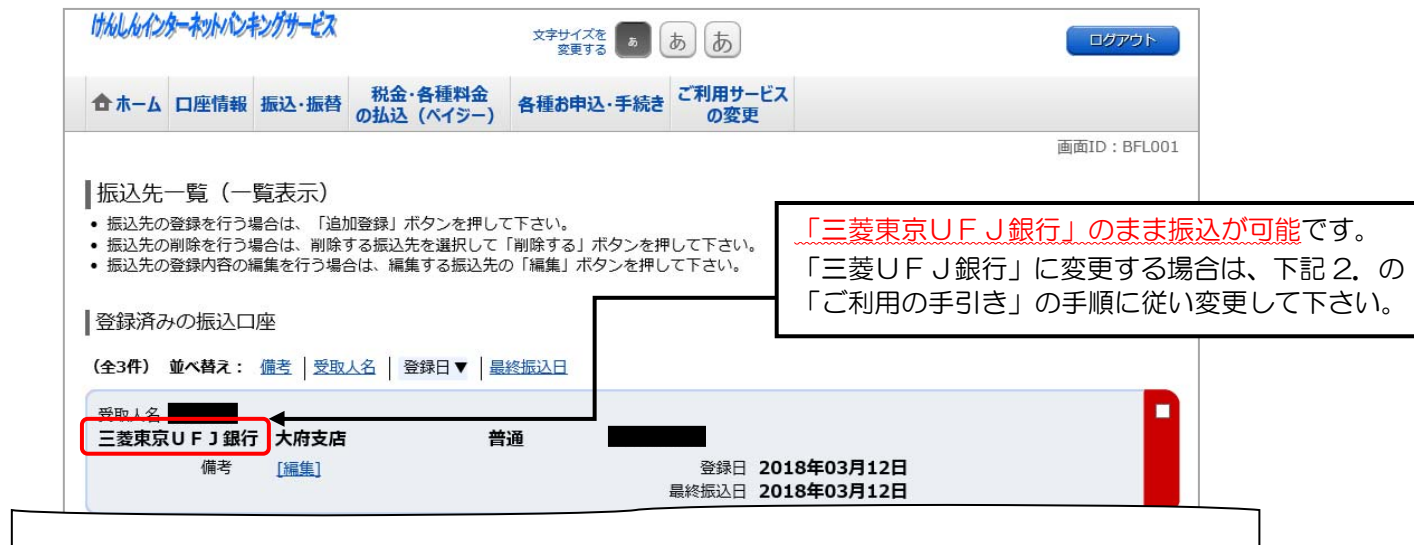 けんしんインターネットバンキングサービス
文字サイズを
変更する
あ
あ
あ
ログアウト
ホーム
口座情報
振込・振替
税金・各種料金
の払込（ペイジー）
各種お申込・手続き
ご利用サービス
の変更
画面ID：BFL001
振込先一覧（一覧表示）
• 振込先の登録を行う場合は、「追加登録」ボタンを押して下さい。
• 振込先の削除を行う場合は、削除する振込先を選択して「削除する」ボタンを押して下さい。
• 振込先の登録内容の編集を行う場合は、編集する振込先の「編集」ボタンを押して下さい。
「三菱東京ＵＦＪ銀行」のまま振込が可能です。
「三菱ＵＦＪ銀行」に変更する場合は、下記２．の
「ご利用の手引き」の手順に従い変更して下さい。
登録済みの振込口座
（全3件） 並べ替え： 備考 | 受取人名 | 登録日▼ | 最終振込日
受取人名
三菱東京ＵＦＪ銀行 大府支店 普通
備考 [編集] 登録日 2018年03月12日
最終振込日 2018年03月12日